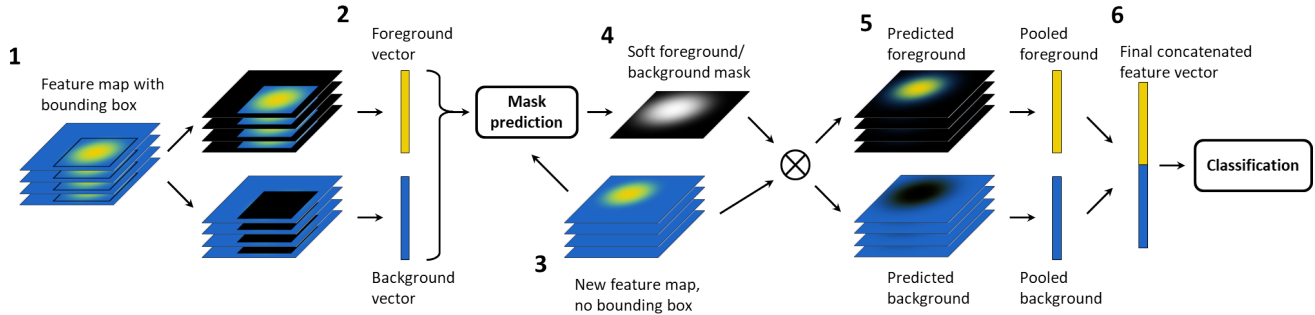 1
Feature map with
bounding box
2
Foreground
vector
Background
vector
Mask
prediction
3
New feature map,
no bounding box
4
Soft foreground/
background mask
5
Predicted
foreground
Predicted
background
Pooled
foreground
Pooled
background
6
Final concatenated
feature vector
Classification